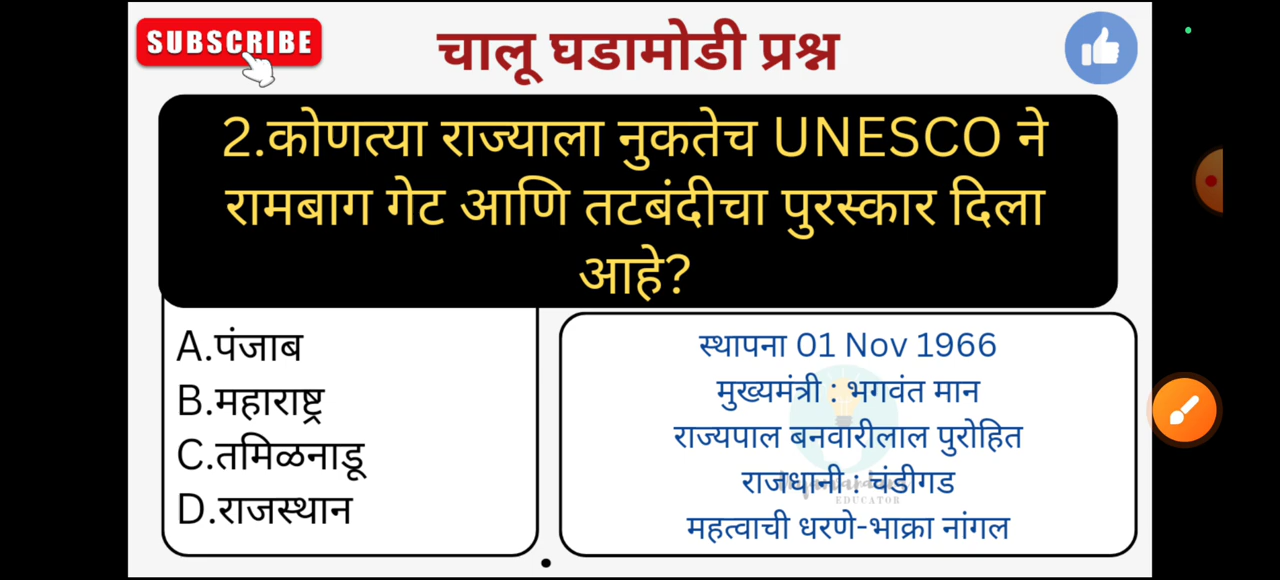 SUBSCRIBE
चालू घडामोडी प्रश्न
2.कोणत्या राज्याला नुकतेच UNESCO ने
रामबाग गेट आणि तटबंदीचा पुरस्कार दिला
आहे?
A.पंजाब
B.महाराष्ट्र
C.तमिळनाडू
D.राजस्थान
स्थापना 01 Nov 1966
मुख्यमंत्री : भगवंत मान
राज्यपाल बनवारीलाल पुरोहित
राजधानी : चंडीगड
EDUCATOR
महत्वाची धरणे-भाक्रा नांगल